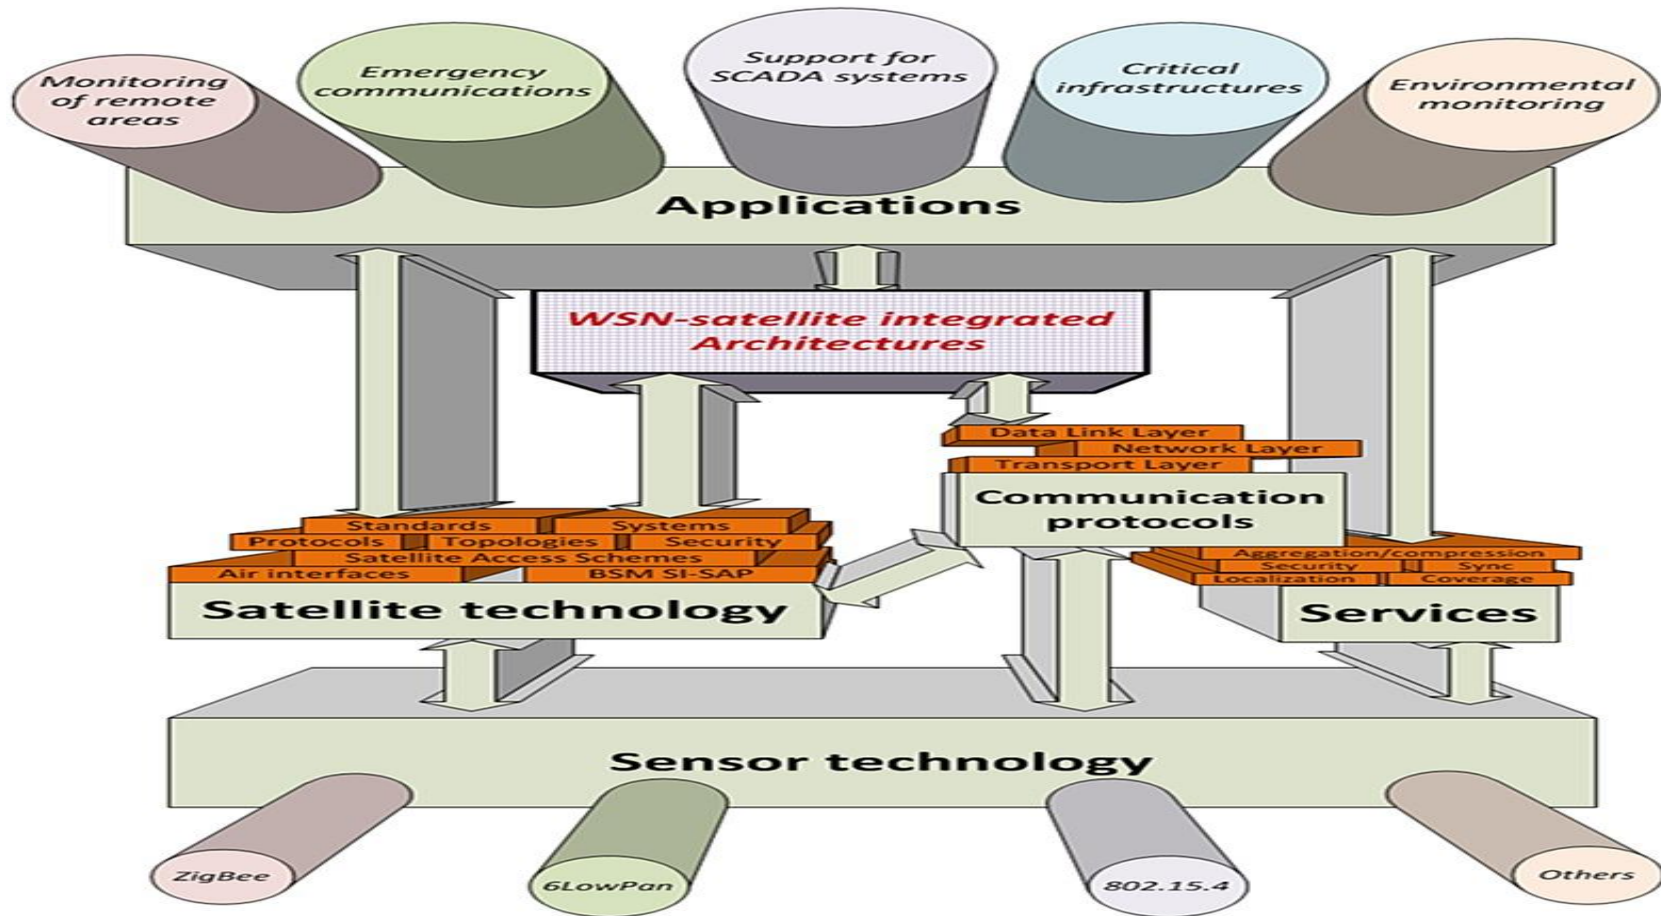 Monitoring
of remote
areas
Emergency
communications
Support for
SCADA systems
Critical
infrastructures
Environmental
monitoring
Applications
WSN-satellite integrated
Architectures
Data Link Layer
Network Layer
Transport Layer
Communication
protocols
Standards
Systems
Protocols
Topologies
Security
Satellite Access Schemes
Air interfaces
BSM SI-SAP
Satellite technology
Aggregation/compression
Security
Sync
Localization
Coverage
Services
Sensor technology
ZigBee
6LowPan
802.15.4
Others